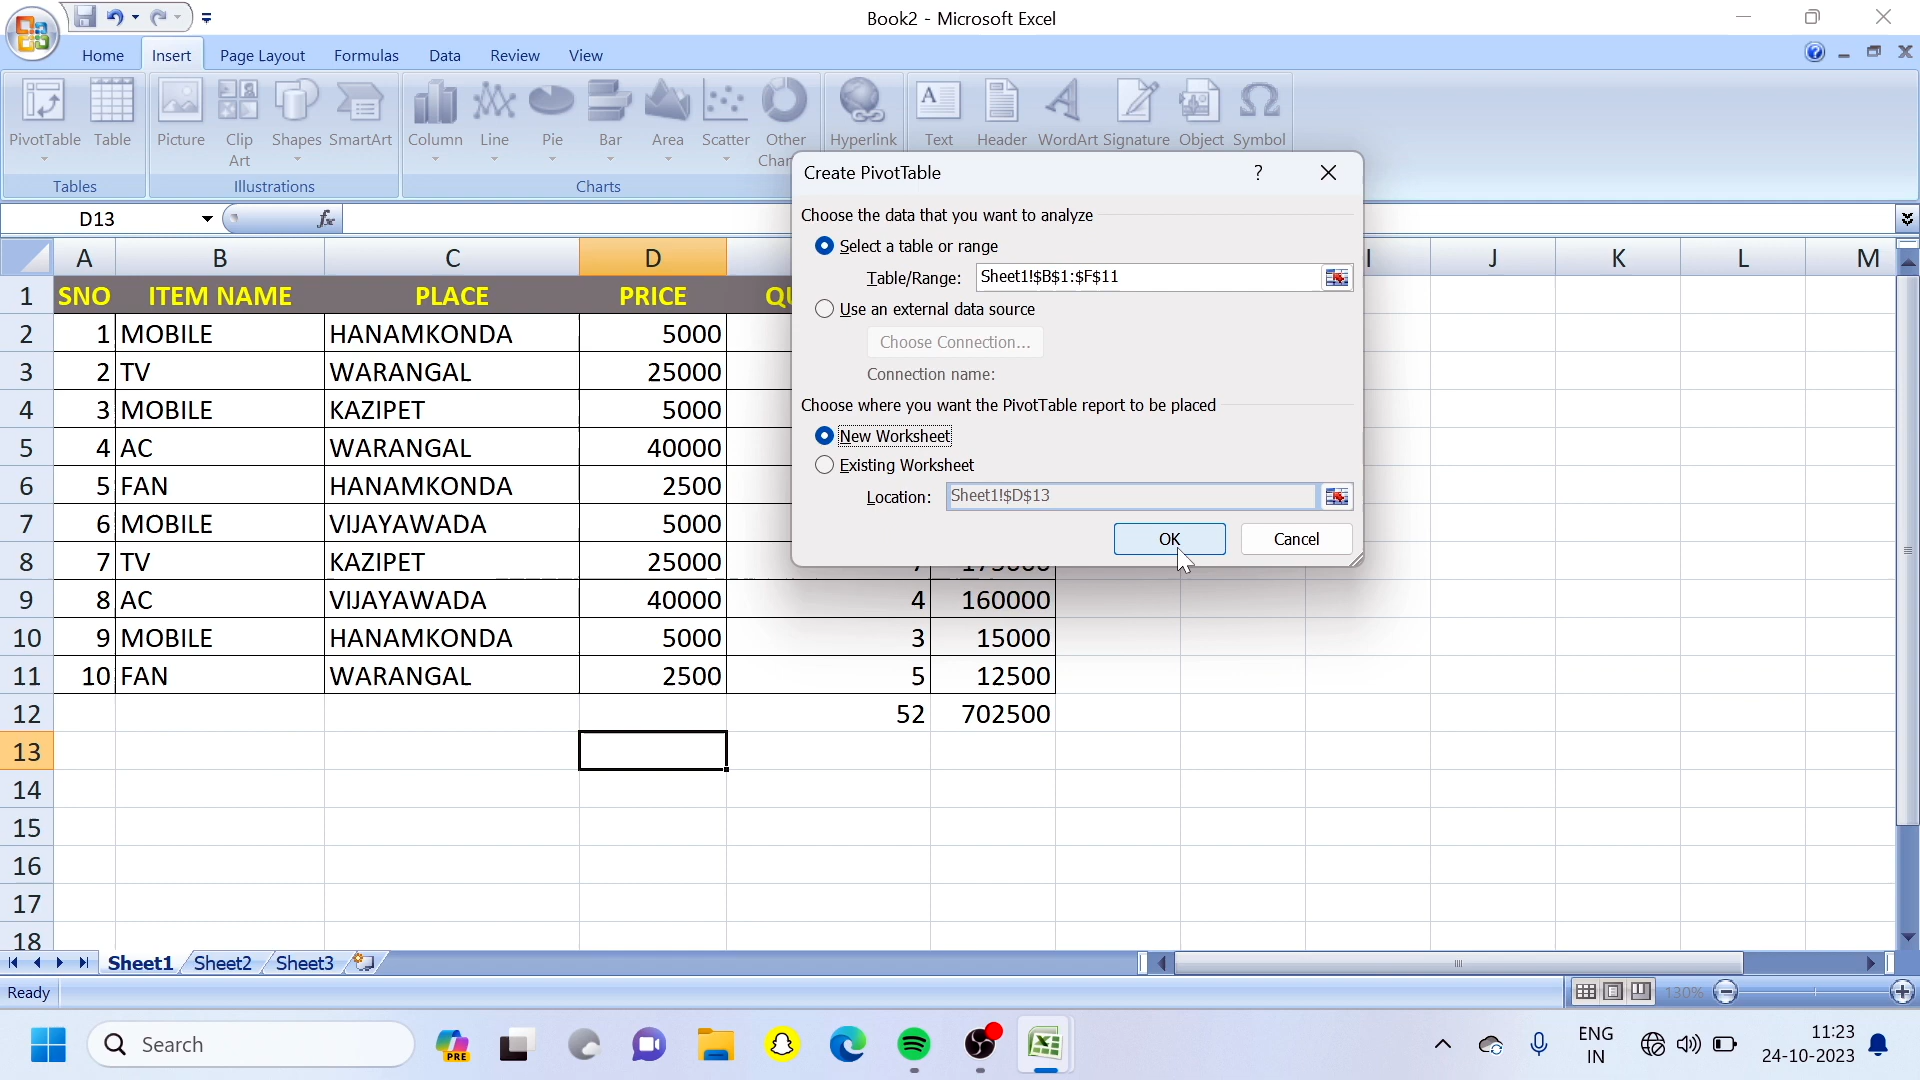 Book2 - Microsoft Excel
Home Insert Page Layout Formulas Data Review View
PivotTable Table Picture Clip Art Shapes SmartArt Column Line Pie Bar Area Scatter Other Hyperlink Text Header WordArt Signature Object Symbol
Tables Illustrations Charts
D13 fx
A B C D I J K L M
1 SNO ITEM NAME PLACE PRICE
2 1 MOBILE HANAMKONDA 5000
3 2 TV WARANGAL 25000
4 3 MOBILE KAZIPET 5000
5 4 AC WARANGAL 40000
6 5 FAN HANAMKONDA 2500
7 6 MOBILE VIJAYAWADA 5000
8 7 TV KAZIPET 25000
9 8 AC VIJAYAWADA 40000 4 160000
10 9 MOBILE HANAMKONDA 5000 3 15000
11 10 FAN WARANGAL 2500 5 12500
12 52 702500
13
14
15
16
17
18
Create PivotTable ?
Choose the data that you want to analyze
Select a table or range
Table/Range: Sheet1!$B$1:$F$11
Use an external data source
Choose Connection...
Connection name:
Choose where you want the PivotTable report to be placed
New Worksheet
Existing Worksheet
Location: Sheet1!$D$13
OK Cancel
Sheet1 Sheet2 Sheet3
Ready 130%
Search PRE ENG IN 11:23 24-10-2023